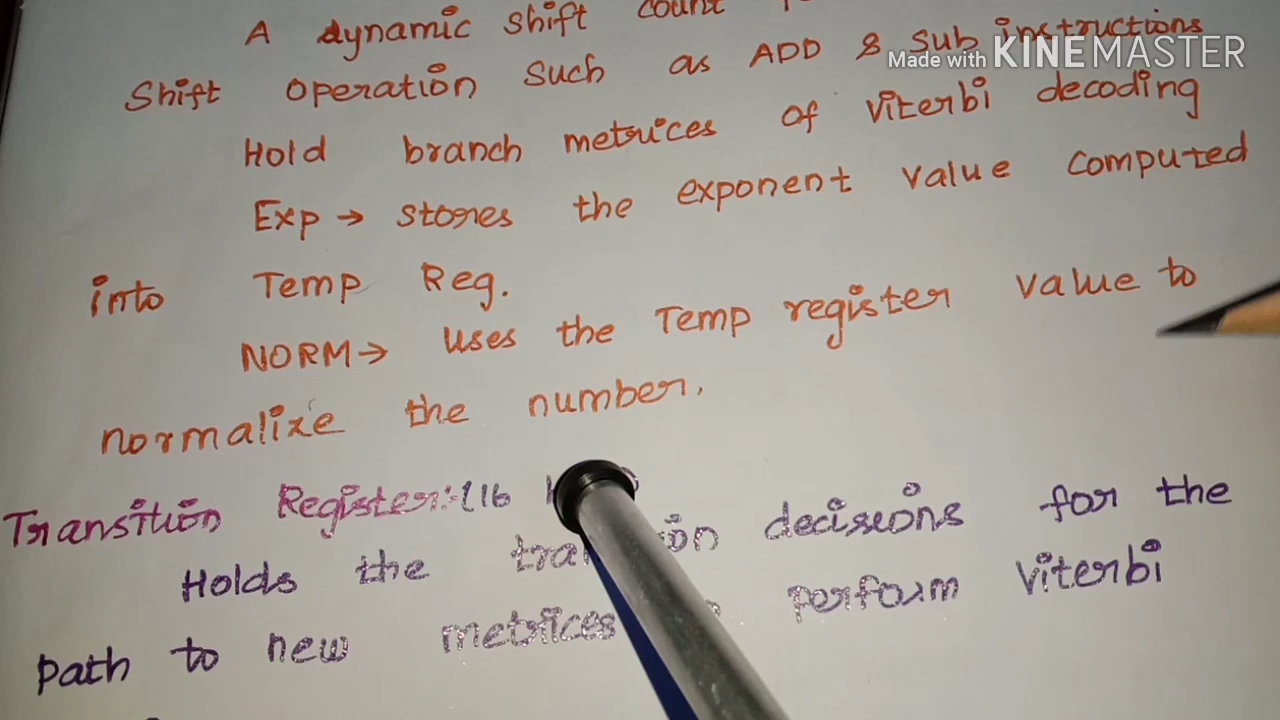 A dynamic shift count
Shift operation such as ADD & Sub instructions
Made with KINEMASTER
Hold branch metrices of viterbi decoding
Exp → stores the exponent value computed
into Temp Reg.
NORM → uses the Temp register value to
normalize the number.
Transition Register:- (16
Holds the decisions for the
path to new metrices perform viterbi